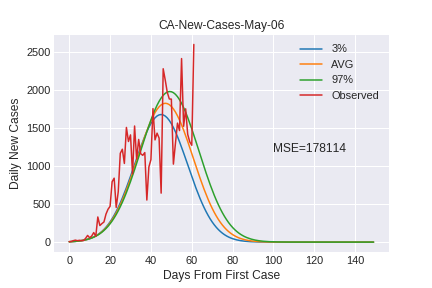 CA-New-Cases-May-06
Daily New Cases
2500
2000
1500
1000
500
0
3%
AVG
97%
Observed
MSE=178114
0 20 40 60 80 100 120 140
Days From First Case